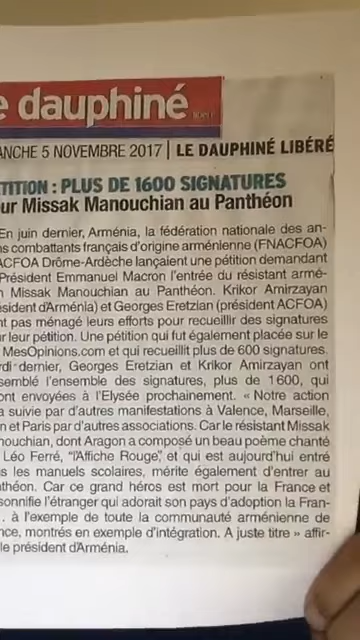 e dauphiné
libéré
ANCHE 5 NOVEMBRE 2017 | LE DAUPHINÉ LIBÉRÉ
TITION : PLUS DE 1600 SIGNATURES
ur Missak Manouchian au Panthéon
En juin dernier, Arménia, la fédération nationale des an-
s combattants français d'origine arménienne (FNACFOA)
ACFOA Drôme-Ardèche lançaient une pétition demandant
Président Emmanuel Macron l'entrée du résistant armé-
n Missak Manouchian au Panthéon. Krikor Amirzayan
ésident d'Arménia) et Georges Eretzian (président ACFOA)
nt pas ménagé leurs efforts pour recueillir des signatures
r leur pétition. Une pétition qui fut également placée sur le
MesOpinions.com et qui recueillit plus de 600 signatures.
rdi dernier, Georges Eretzian et Krikor Amirzayan ont
semblé l'ensemble des signatures, plus de 1600, qui
ont envoyées à l'Elysée prochainement. « Notre action
a suivie par d'autres manifestations à Valence, Marseille,
n et Paris par d'autres associations. Car le résistant Missak
nouchian, dont Aragon a composé un beau poème chanté
Léo Ferré, "l'Affiche Rouge", et qui est aujourd'hui entré
s les manuels scolaires, mérite également d'entrer au
théon. Car ce grand héros est mort pour la France et
sonnifie l'étranger qui adorait son pays d'adoption la Fran-
.. à l'exemple de toute la communauté arménienne de
nce, montrés en exemple d'intégration. A juste titre » affir-
le président d'Arménia.